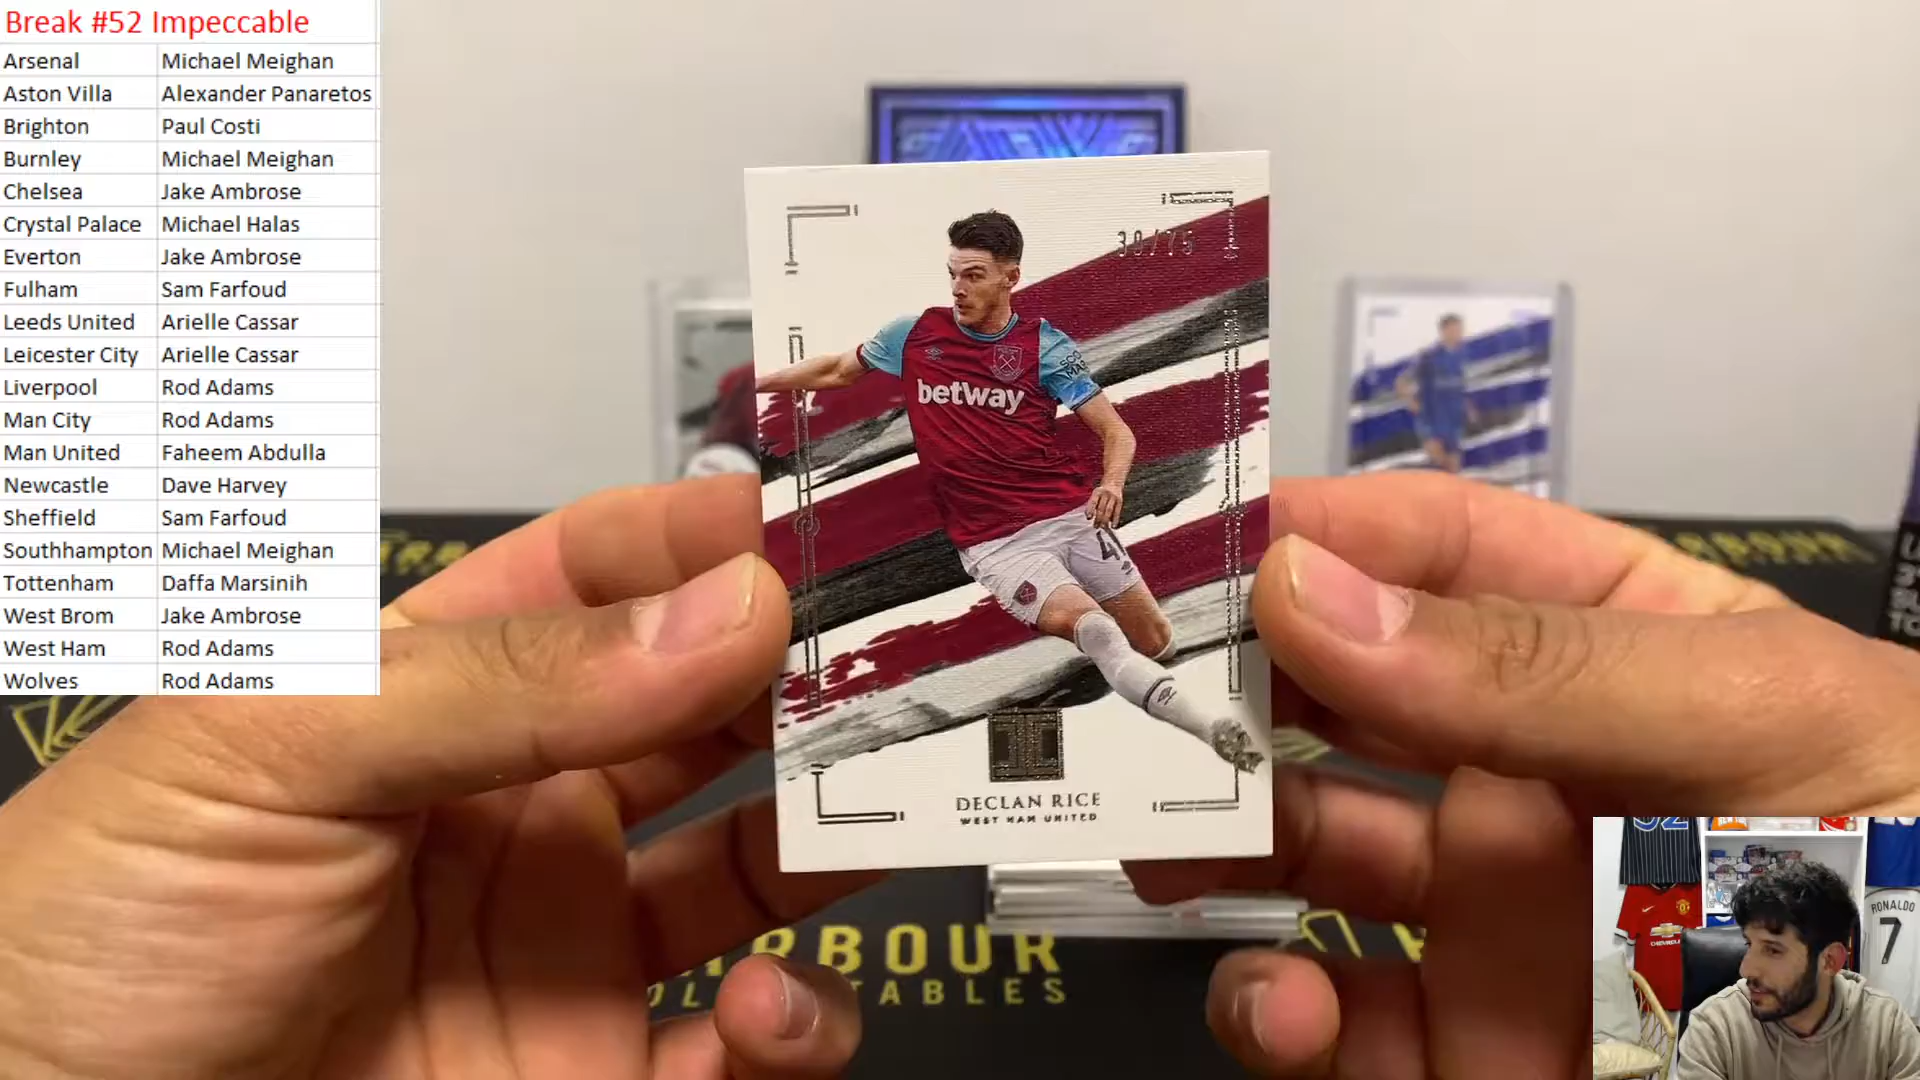 Break #52 Impeccable
Arsenal Michael Meighan
Aston Villa Alexander Panaretos
Brighton Paul Costi
Burnley Michael Meighan
Chelsea Jake Ambrose
Crystal Palace Michael Halas
Everton Jake Ambrose
Fulham Sam Farfoud
Leeds United Arielle Cassar
Leicester City Arielle Cassar
Liverpool Rod Adams
Man City Rod Adams
Man United Faheem Abdulla
Newcastle Dave Harvey
Sheffield Sam Farfoud
Southhampton Michael Meighan
Tottenham Daffa Marsinih
West Brom Jake Ambrose
West Ham Rod Adams
Wolves Rod Adams
betway
41
DECLAN RICE
WEST HAM UNITED
RBOUR
TABLES
RONALDO
7